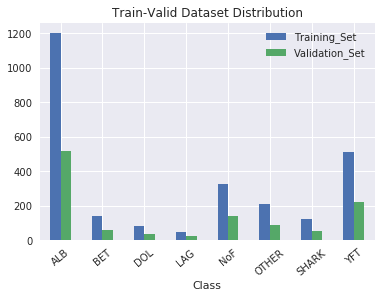 Train-Valid Dataset Distribution
Training_Set
Validation_Set
1200
1000
800
600
400
200
0
ALB BET DOL LAG NoF OTHER SHARK YFT
Class